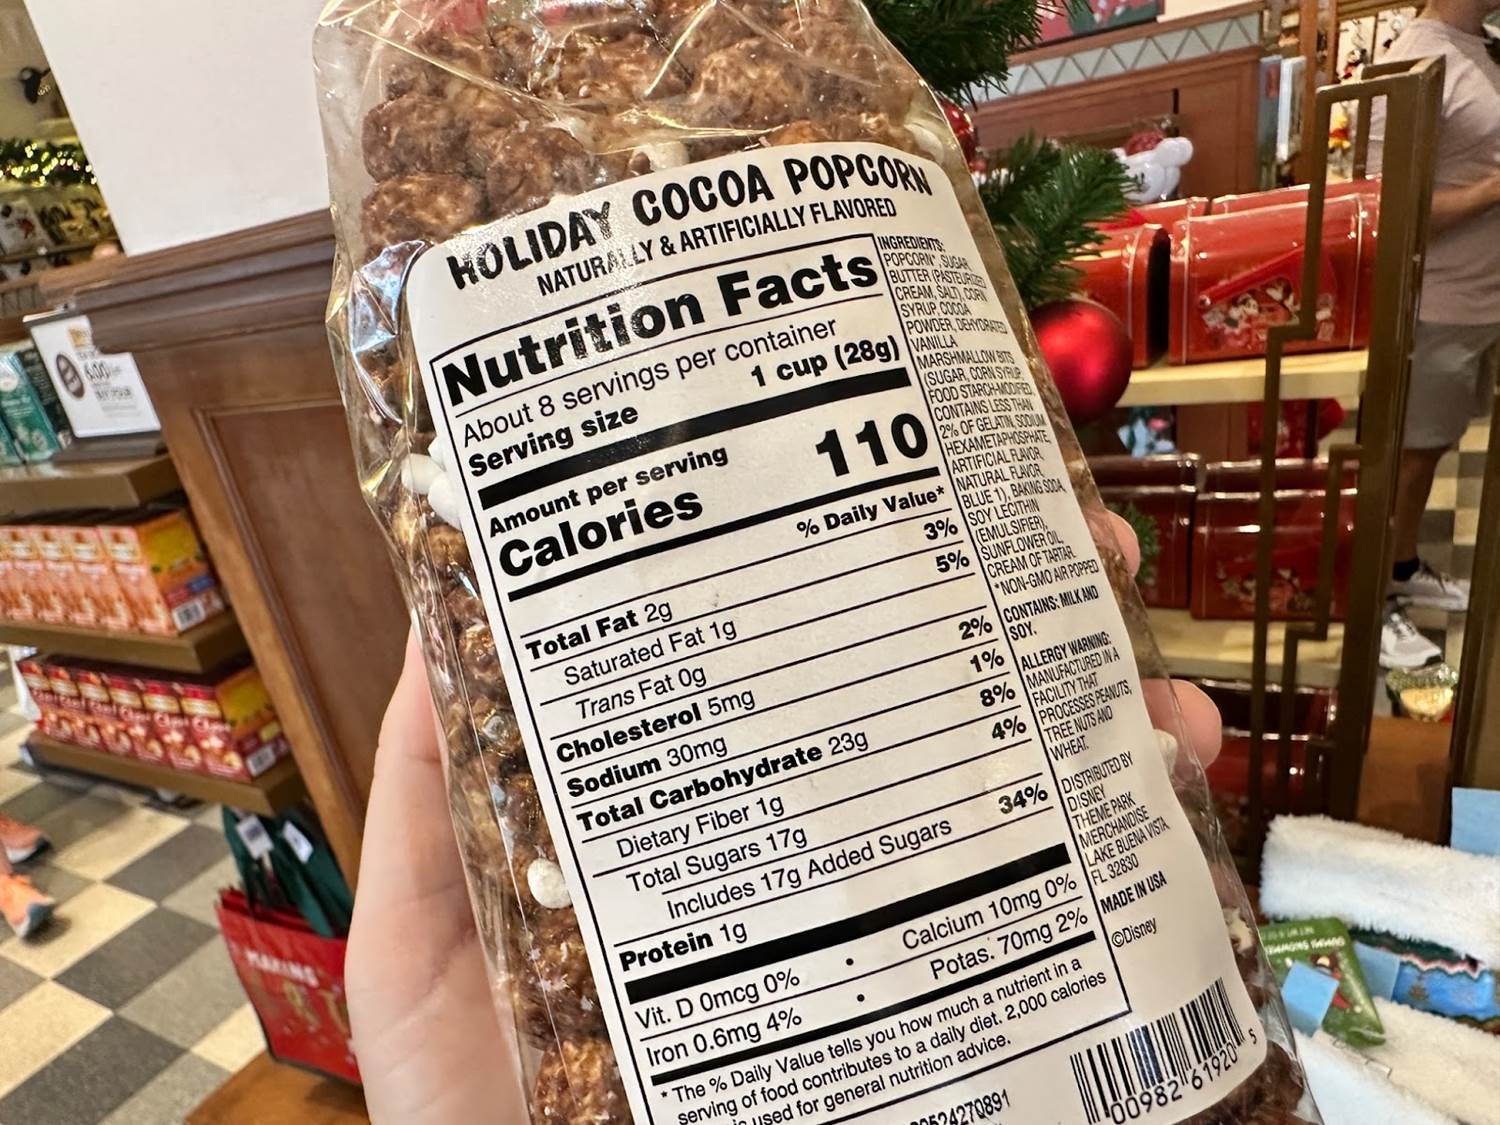 HOLIDAY COCOA POPCORN
NATURALLY & ARTIFICIALLY FLAVORED
Nutrition Facts
About 8 servings per container
Serving size 1 cup (28g)
Amount per serving
Calories 110
% Daily Value*
Total Fat 2g 3%
Saturated Fat 1g 5%
Trans Fat 0g
Cholesterol 5mg 2%
Sodium 30mg 1%
Total Carbohydrate 23g 8%
Dietary Fiber 1g 4%
Total Sugars 17g
Includes 17g Added Sugars 34%
Protein 1g
Vit. D 0mcg 0% • Calcium 10mg 0%
Iron 0.6mg 4% • Potas. 70mg 2%
* The % Daily Value tells you how much a nutrient in a
serving of food contributes to a daily diet. 2,000 calories
is used for general nutrition advice.
INGREDIENTS:
POPCORN*, SUGAR,
BUTTER (PASTEURIZED
CREAM, SALT), CORN
SYRUP, COCOA
POWDER, DEHYDRATED
VANILLA
MARSHMALLOW BITS
(SUGAR, CORN SYRUP,
FOOD STARCH-MODIFIED,
CONTAINS LESS THAN
2% OF GELATIN, SODIUM
HEXAMETAPHOSPHATE,
ARTIFICIAL FLAVOR,
NATURAL FLAVOR,
BLUE 1), BAKING SODA,
SOY LECITHIN
(EMULSIFIER),
SUNFLOWER OIL,
CREAM OF TARTAR.
*NON-GMO AIR POPPED
CONTAINS: MILK AND
SOY.
ALLERGY WARNING:
MANUFACTURED IN A
FACILITY THAT
PROCESSES PEANUTS,
TREE NUTS AND
WHEAT.
DISTRIBUTED BY
DISNEY
THEME PARK
MERCHANDISE
LAKE BUENA VISTA,
FL 32830
MADE IN USA
©Disney
00982 61920 5